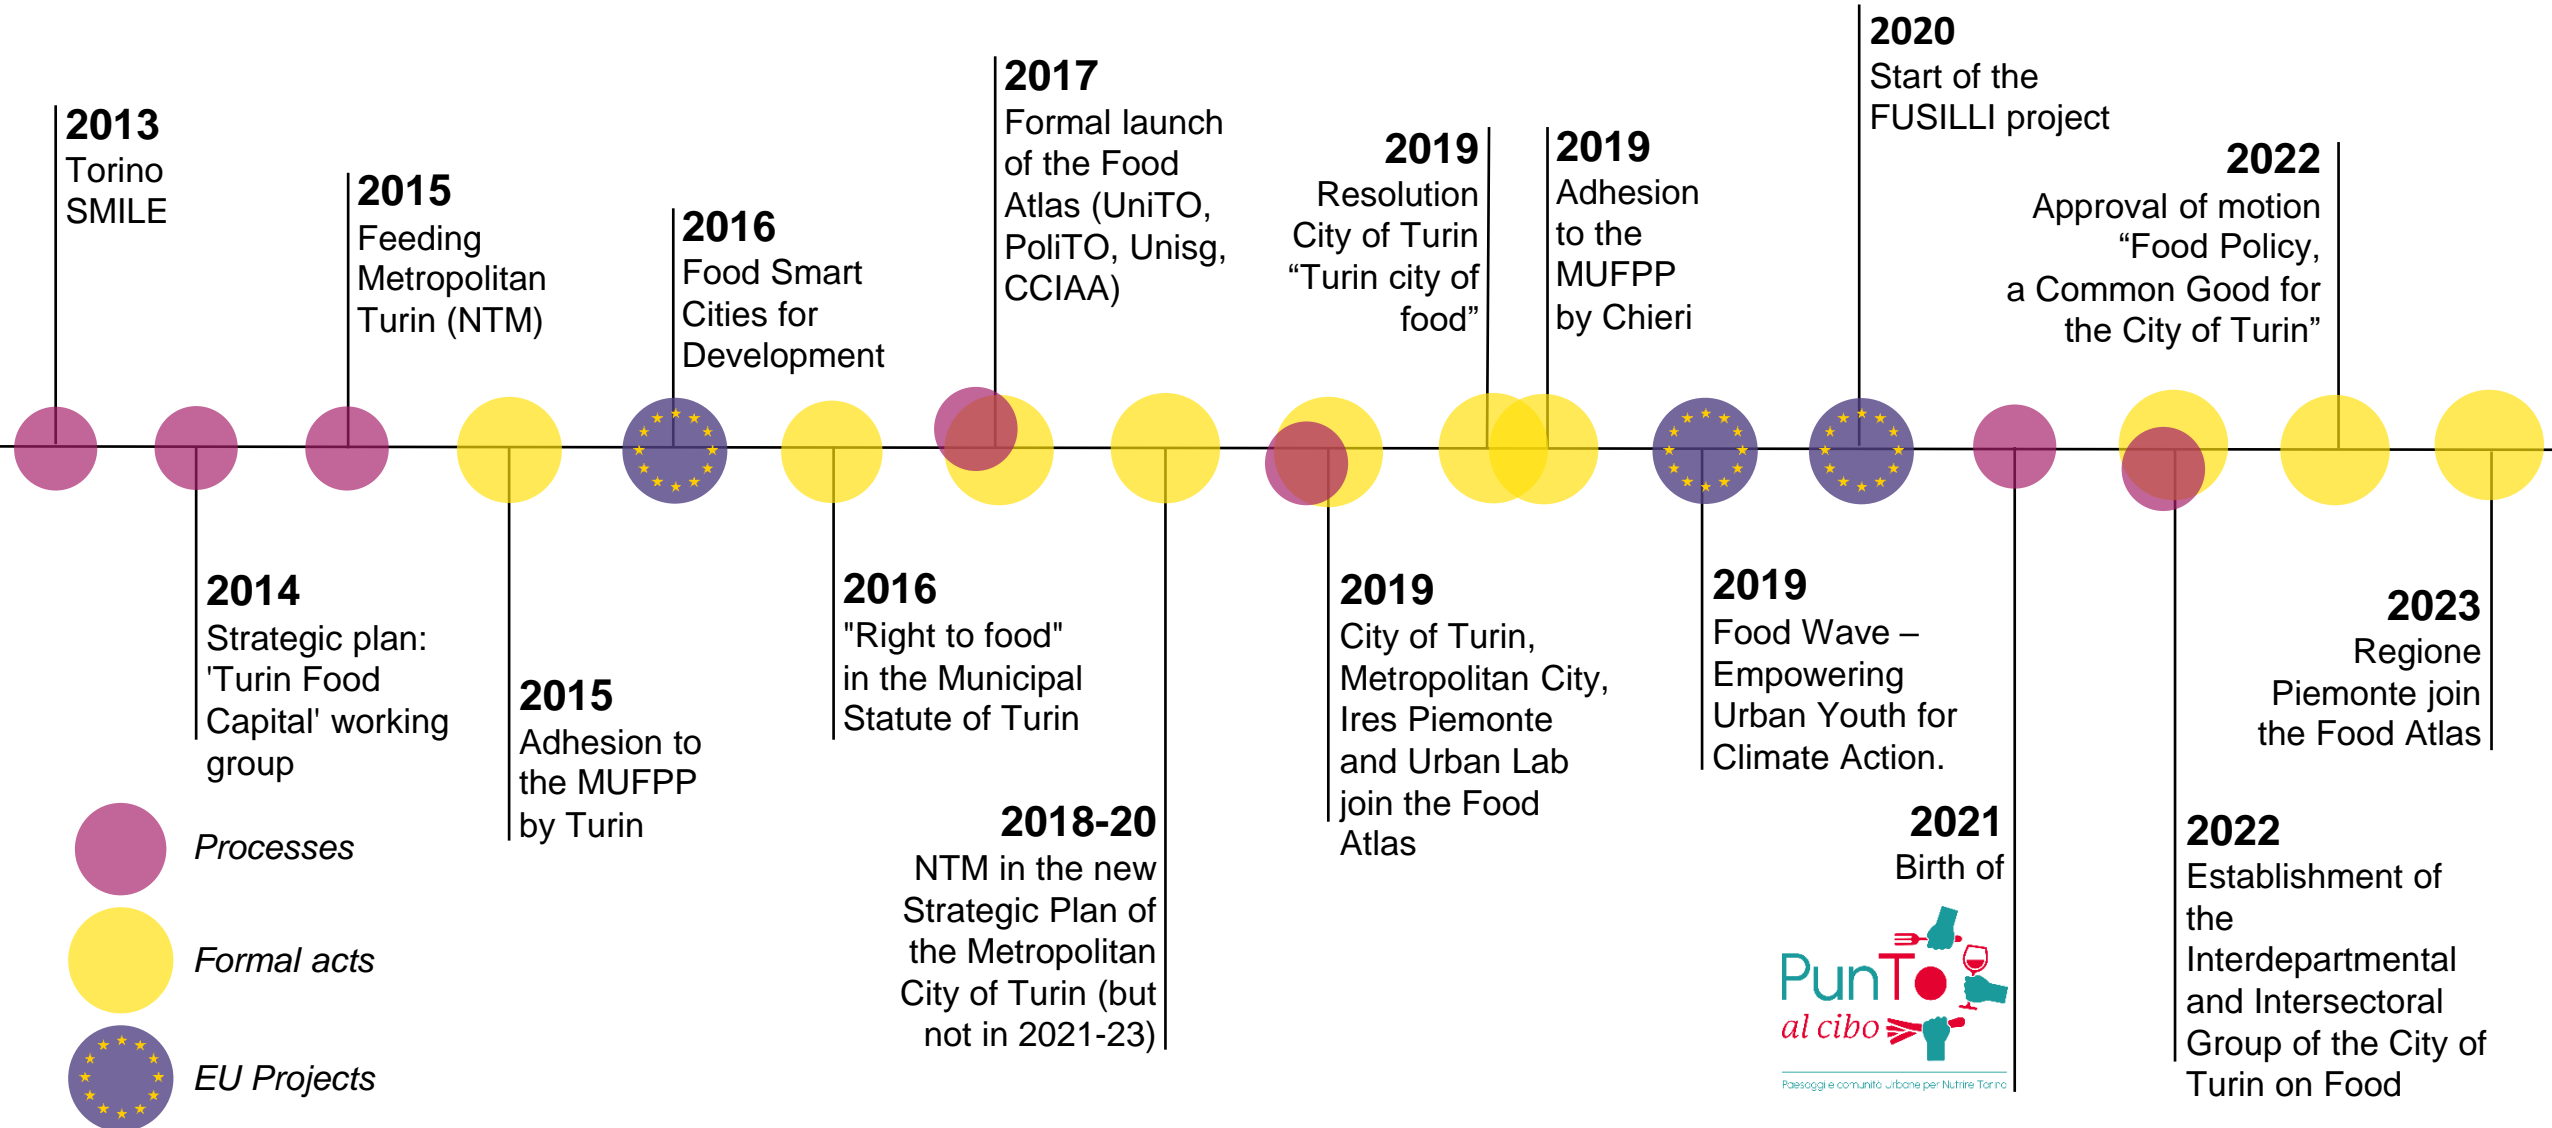 2013
Torino
SMILE
2014
Strategic plan:
'Turin Food
Capital' working
group
2015
Feeding
Metropolitan
Turin (NTM)
2015
Adhesion to
the MUFPP
by Turin
2016
Food Smart
Cities for
Development
2016
"Right to food"
in the Municipal
Statute of Turin
2017
Formal launch
of the Food
Atlas (UniTO,
PoliTO, Unisg,
CCIAA)
2018-20
NTM in the new
Strategic Plan of
the Metropolitan
City of Turin (but
not in 2021-23)
2019
City of Turin,
Metropolitan City,
Ires Piemonte
and Urban Lab
join the Food
Atlas
2019
Resolution
City of Turin
“Turin city of
food”
2019
Adhesion
to the
MUFPP
by Chieri
2019
Food Wave –
Empowering
Urban Youth for
Climate Action.
2020
Start of the
FUSILLI project
2021
Birth of
PunTo
al cibo
Paesaggi e comunità urbane per Nutrire Torino
2022
Establishment of
the
Interdepartmental
and Intersectoral
Group of the City of
Turin on Food
2022
Approval of motion
“Food Policy,
a Common Good for
the City of Turin”
2023
Regione
Piemonte join
the Food Atlas
Processes
Formal acts
EU Projects